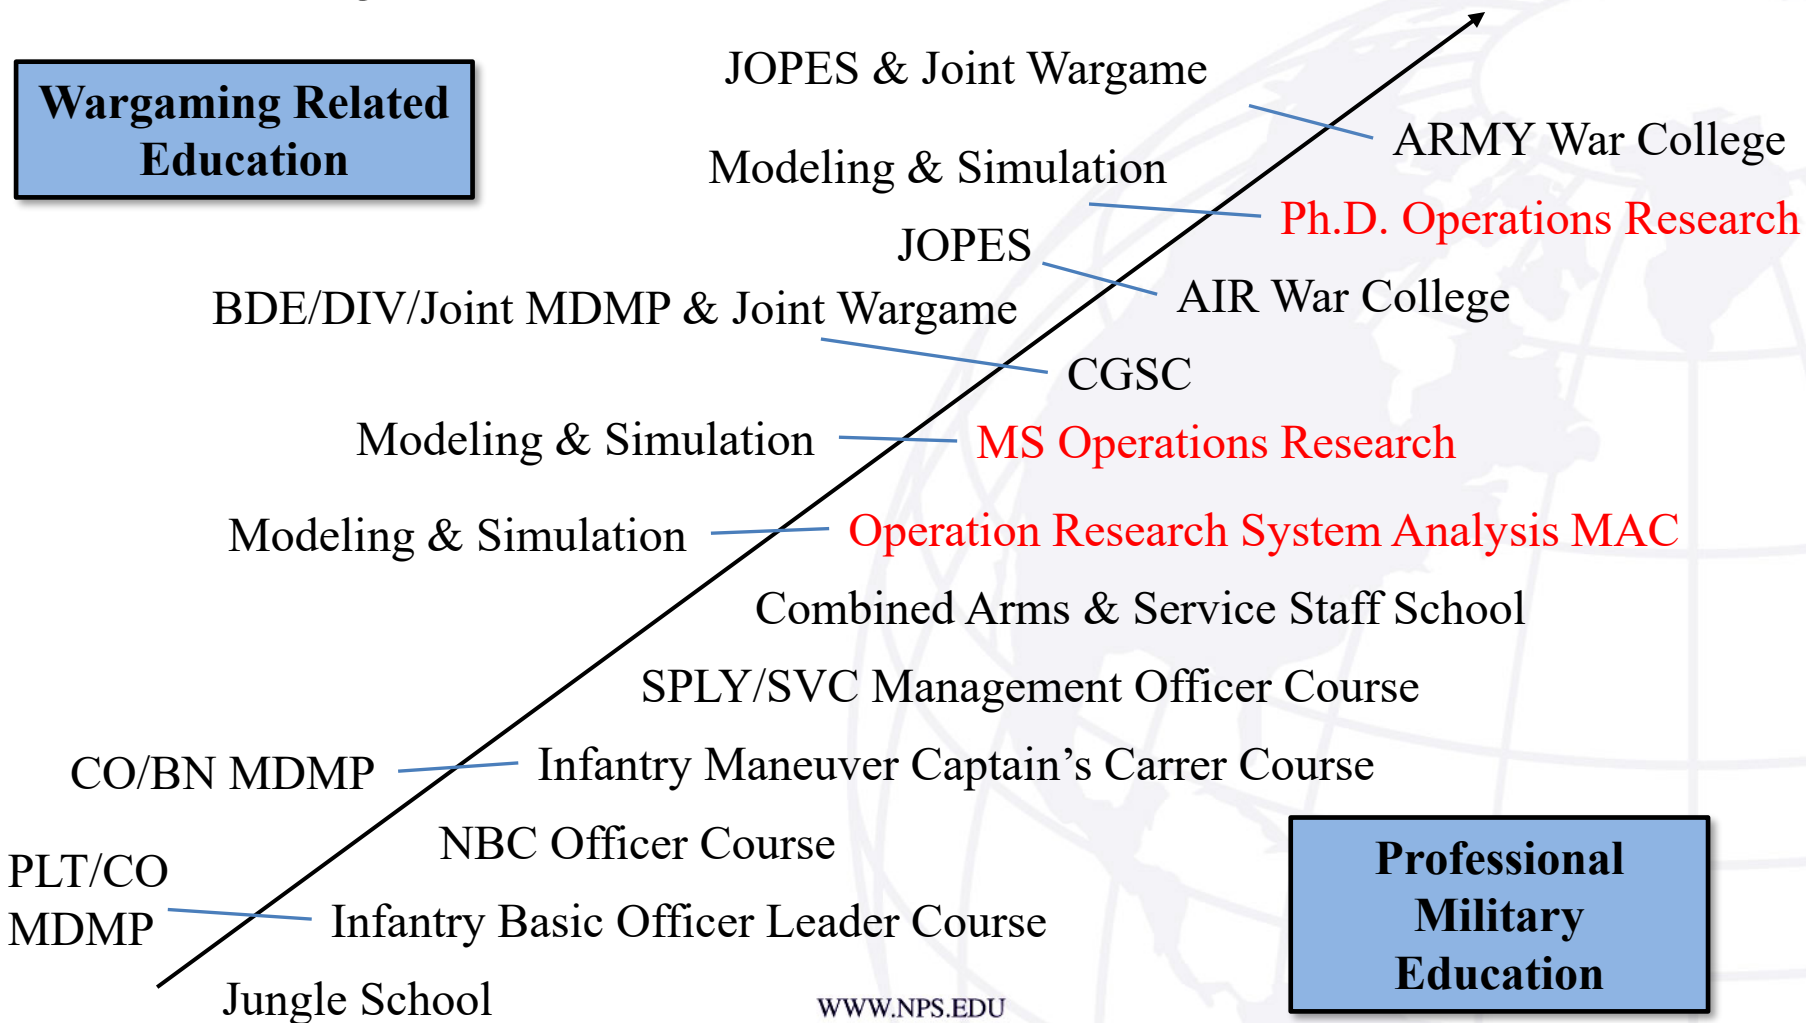 Wargaming Related
Education
JOPES & Joint Wargame
ARMY War College
Modeling & Simulation
Ph.D. Operations Research
JOPES
AIR War College
BDE/DIV/Joint MDMP & Joint Wargame
CGSC
Modeling & Simulation
MS Operations Research
Modeling & Simulation
Operation Research System Analysis MAC
Combined Arms & Service Staff School
SPLY/SVC Management Officer Course
CO/BN MDMP
Infantry Maneuver Captain’s Carrer Course
NBC Officer Course
PLT/CO
MDMP
Infantry Basic Officer Leader Course
Jungle School
Professional
Military
Education
WWW.NPS.EDU